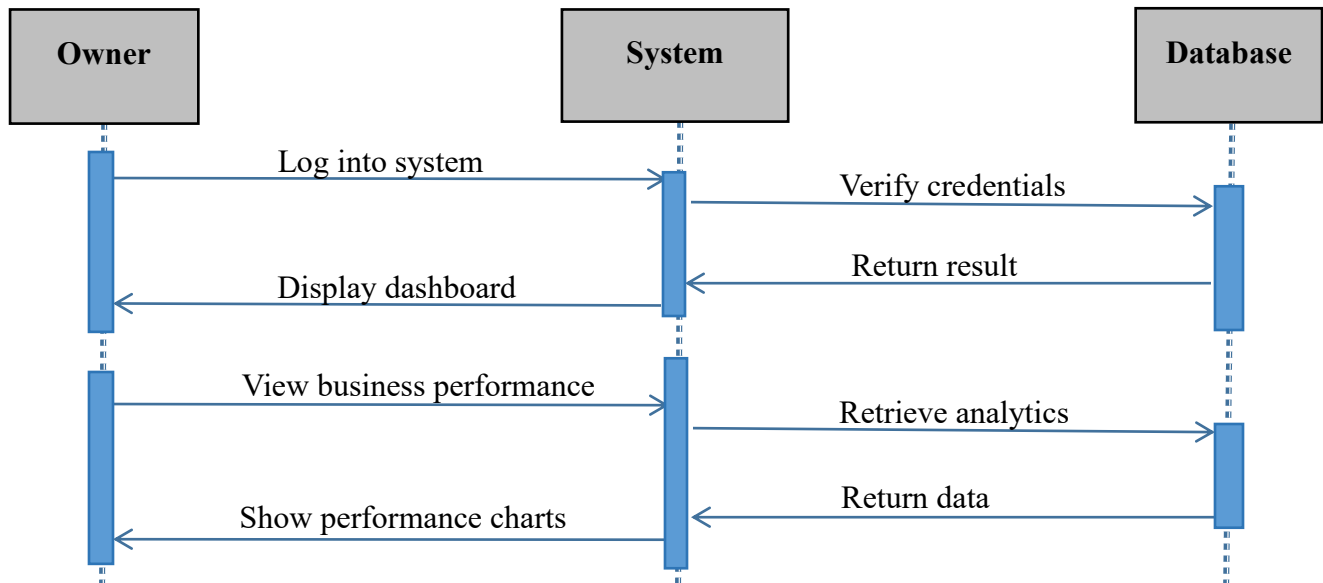 Owner
System
Database
Log into system
Verify credentials
Return result
Display dashboard
View business performance
Retrieve analytics
Return data
Show performance charts